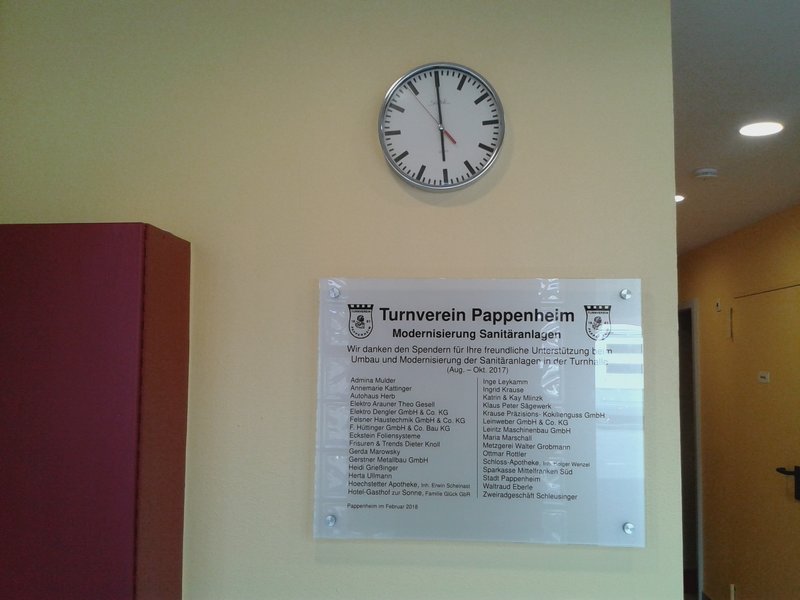 Turnverein Pappenheim
Modernisierung Sanitäranlagen
Wir danken den Spendern für Ihre freundliche Unterstützung beim
Umbau und Modernisierung der Sanitäranlagen in der Turnhalle
(Aug. – Okt. 2017)
Admina Mulder
Annemarie Kattinger
Autohaus Herb
Elektro Arauner Theo Gesell
Elektro Dengler GmbH & Co. KG
Felsner Haustechnik GmbH & Co. KG
F. Hüttinger GmbH & Co. Bau KG
Eckstein Foliensysteme
Frisuren & Trends Dieter Knoll
Gerda Marowsky
Gerstner Metallbau GmbH
Heidi Grießinger
Herta Ullmann
Hoechstetter Apotheke, Inh. Erwin Schelnast
Hotel-Gasthof zur Sonne, Familie Glück GbR
Inge Leykamm
Ingrid Krause
Katrin & Kay Mlinzk
Klaus Peter Sägewerk
Krause Präzisions- Kokillenguss GmbH
Leinweber GmbH & Co. KG
Leiritz Maschinenbau GmbH
Maria Marschall
Metzgerei Walter Grobmann
Ottmar Rottler
Schloss-Apotheke, Inh. Holger Wenzel
Sparkasse Mittelfranken Süd
Stadt Pappenheim
Waltraud Eberle
Zweiradgeschäft Schleusinger
Pappenheim im Februar 2018
TURNVEREIN
TURNVEREIN